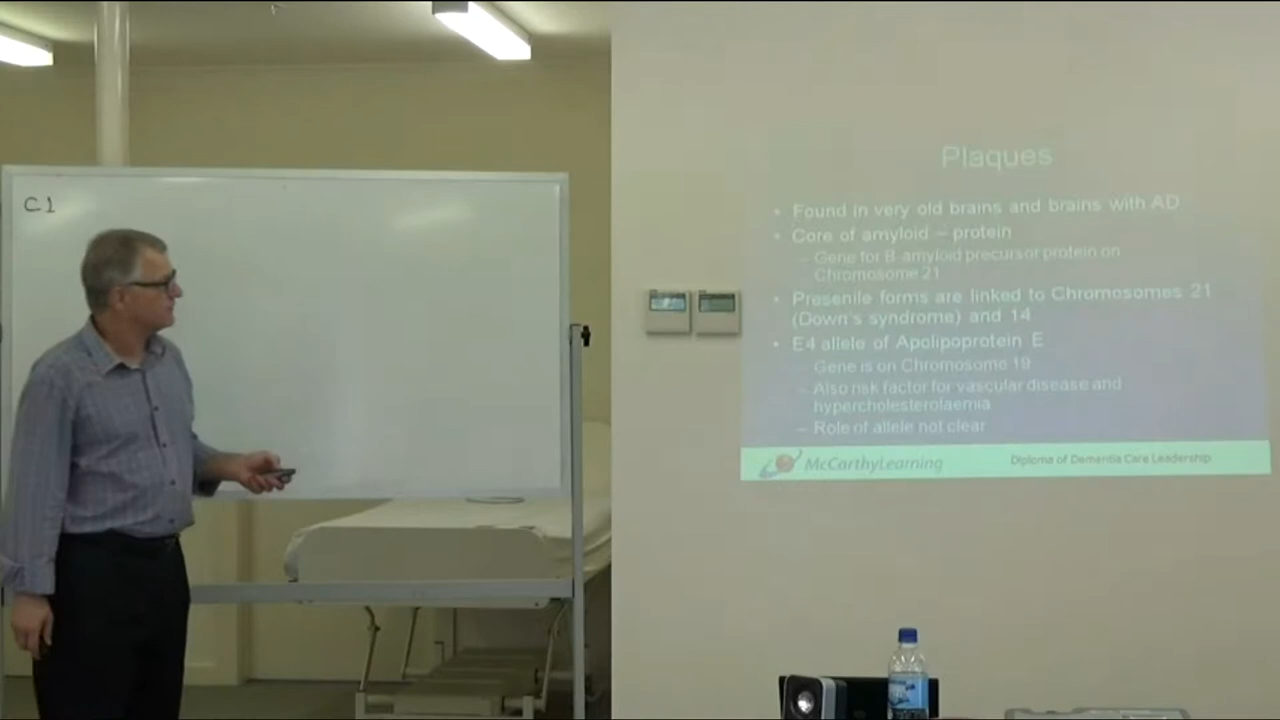 C1
Plaques
• Found in very old brains and brains with AD
• Core of amyloid – protein
– Gene for B-amyloid precursor protein on
Chromosome 21
• Presenile forms are linked to Chromosomes 21
(Down's syndrome) and 14
• E4 allele of Apolipoprotein E
– Gene is on Chromosome 19
– Also risk factor for vascular disease and
hypercholesterolaemia
– Role of allele not clear
McCarthyLearning
Diploma of Dementia Care Leadership